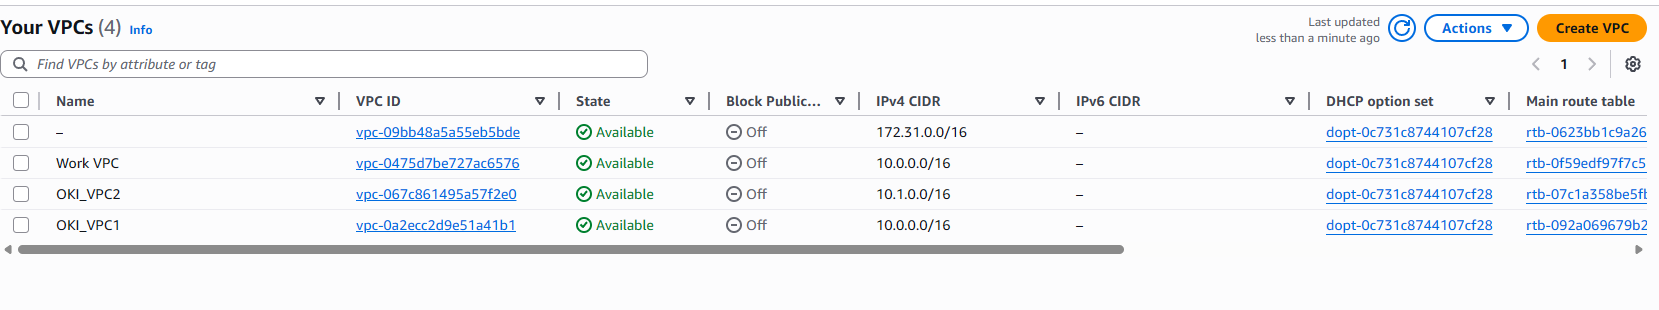 Your VPCs (4) Info
Last updated
less than a minute ago
Actions
Create VPC
Find VPCs by attribute or tag
1
Name VPC ID State Block Public... IPv4 CIDR IPv6 CIDR DHCP option set Main route table
– vpc-09bb48a5a55eb5bde Available Off 172.31.0.0/16 – dopt-0c731c8744107cf28 rtb-0623bb1c9a26
Work VPC vpc-0475d7be727ac6576 Available Off 10.0.0.0/16 – dopt-0c731c8744107cf28 rtb-0f59edf97f7c5
OKI_VPC2 vpc-067c861495a57f2e0 Available Off 10.1.0.0/16 – dopt-0c731c8744107cf28 rtb-07c1a358be5fb
OKI_VPC1 vpc-0a2ecc2d9e51a41b1 Available Off 10.0.0.0/16 – dopt-0c731c8744107cf28 rtb-092a069679b2